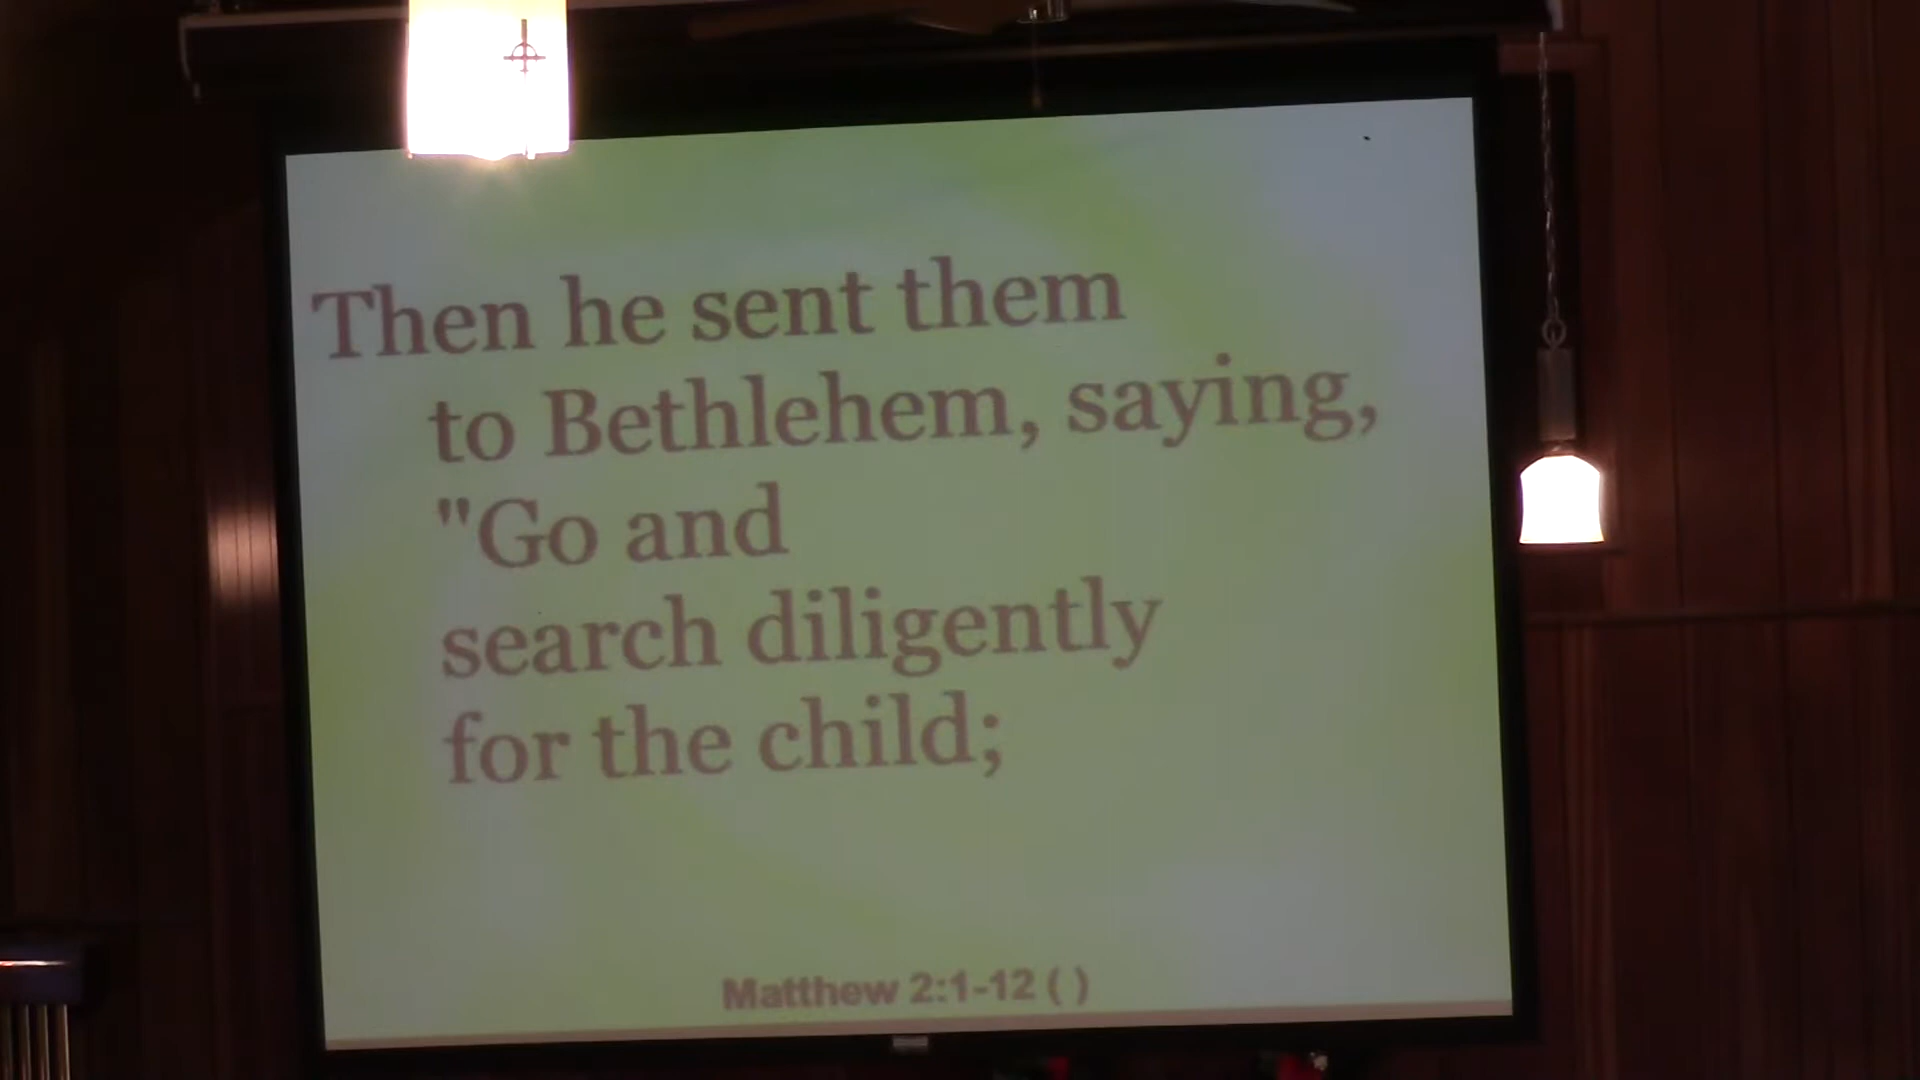 Then he sent them
to Bethlehem, saying,
"Go and
search diligently
for the child;
Matthew 2:1-12 ( )